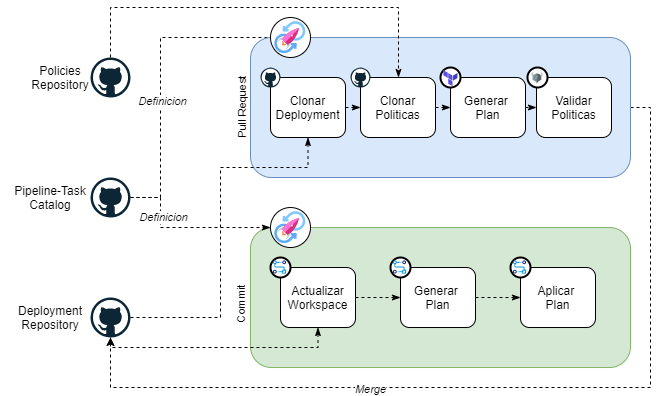 Policies
Repository
Definicion
Pull Request
Clonar
Deployment
Clonar
Politicas
Generar
Plan
Validar
Politicas
Pipeline-Task
Catalog
Definicion
Deployment
Repository
Commit
Actualizar
Workspace
Generar
Plan
Aplicar
Plan
Merge